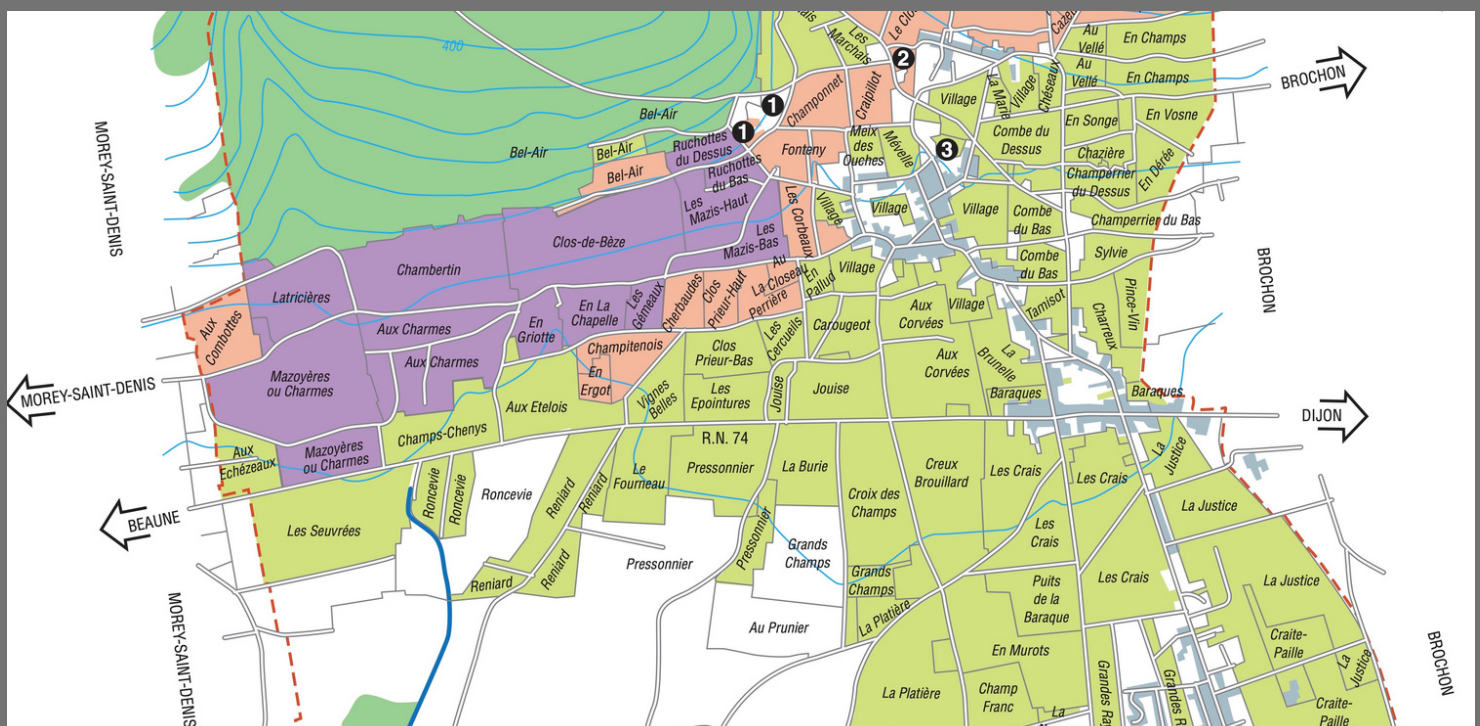 400
Les
Marchais
Le Clo
Au
Vellé
En Champs
Au
Vellé
En Champs
BROCHON
MOREY-SAINT-DENIS
Bel-Air
Bel-Air
Bel-Air
Bel-Air
1
1
2
3
Champonnet
Craipillot
Village
La Marie
Village
Chéseaux
En Songe
En Vosne
Combe du
Dessus
Chazière
En Dérée
Champerrier
du Dessus
Ruchottes
du Dessus
Ruchottes
du Bas
Fonteny
Meix
des
Ouches
Mévelle
Les
Mazis-Haut
Les Corbeaux
Village
Village
Village
Combe
du Bas
Champerrier du Bas
Clos-de-Bèze
Les
Mazis-Bas
Chambertin
Au
La Closeau
En
Pallud
Village
Combe
du Bas
Sylvie
BROCHON
Latricières
Aux
Combottes
Aux Charmes
Aux Charmes
En
Griotte
En La
Chapelle
Les
Gémeaux
Cherbaudes
Clos
Prieur-Haut
Perrière
Les
Cercueils
Carougeot
Aux
Corvées
Village
Tamisot
Charreux
Pince-Vin
Champitenois
Clos
Prieur-Bas
Aux
Corvées
La
Brunelle
MOREY-SAINT-DENIS
Mazoyères
ou Charmes
En
Ergot
Vignes
Belles
Les
Epointures
Jouise
Jouise
Baraques
Baraques
DIJON
Aux Etelois
Champs-Chenys
R.N. 74
Aux
Echézeaux
Mazoyères
ou Charmes
Roncevie
Roncevie
Roncevie
Reniard
Reniard
Le
Fourneau
Pressonnier
La Burie
Creux
Brouillard
Les Crais
Les Crais
La
Justice
BEAUNE
Les Seuvrées
Croix des
Champs
La Justice
Les
Crais
Pressonnier
Pressonnier
Grands
Champs
Grands
Champs
Reniard
Reniard
Puits
de la
Baraque
Les Crais
La Justice
MOREY-SAINT-DENIS
Au Prunier
La Platière
En Murots
Craite-
Paille
La
Justice
BROCHON
La Platière
Champ
Franc
La
Grandes Ra
Grandes R
Craite-
Paille